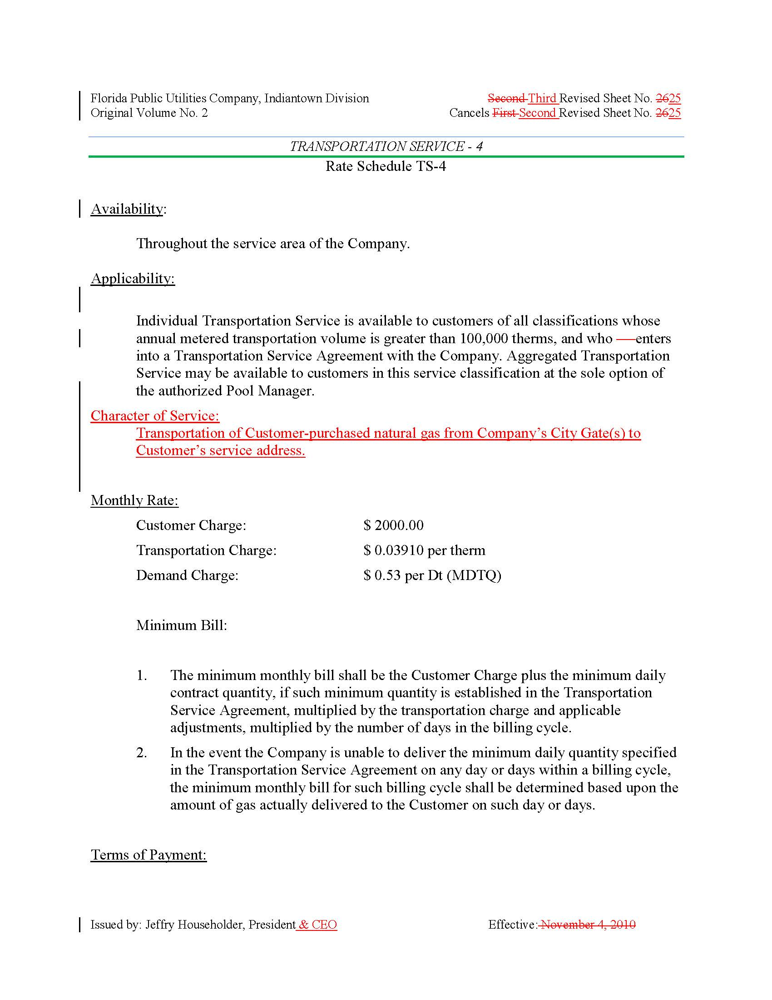 Florida Public Utilities Company, Indiantown Division Second Third Revised Sheet No. 2625
Original Volume No. 2 Cancels First Second Revised Sheet No. 2625
TRANSPORTATION SERVICE - 4
Rate Schedule TS-4
Availability:
Throughout the service area of the Company.
Applicability:
Individual Transportation Service is available to customers of all classifications whose
annual metered transportation volume is greater than 100,000 therms, and who enters
into a Transportation Service Agreement with the Company. Aggregated Transportation
Service may be available to customers in this service classification at the sole option of
the authorized Pool Manager.
Character of Service:
Transportation of Customer-purchased natural gas from Company's City Gate(s) to
Customer's service address.
Monthly Rate:
Customer Charge: $ 2000.00
Transportation Charge: $ 0.03910 per therm
Demand Charge: $ 0.53 per Dt (MDTQ)
Minimum Bill:
1. The minimum monthly bill shall be the Customer Charge plus the minimum daily
contract quantity, if such minimum quantity is established in the Transportation
Service Agreement, multiplied by the transportation charge and applicable
adjustments, multiplied by the number of days in the billing cycle.
2. In the event the Company is unable to deliver the minimum daily quantity specified
in the Transportation Service Agreement on any day or days within a billing cycle,
the minimum monthly bill for such billing cycle shall be determined based upon the
amount of gas actually delivered to the Customer on such day or days.
Terms of Payment:
Issued by: Jeffry Householder, President & CEO Effective: November 4, 2010